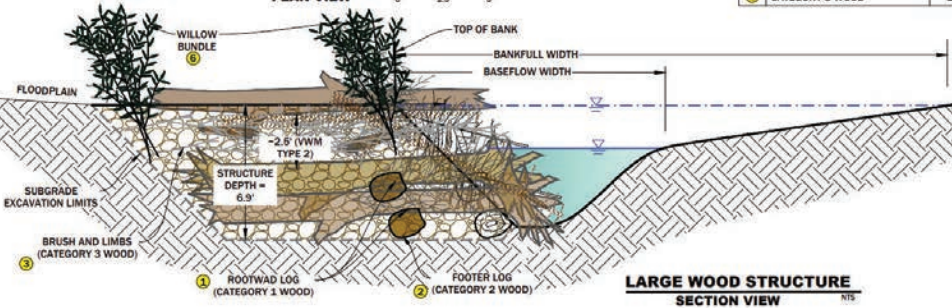 WILLOW
BUNDLE
6
TOP OF BANK
BANKFULL WIDTH
BASEFLOW WIDTH
FLOODPLAIN
~2.5' (VWM
TYPE 2)
STRUCTURE
DEPTH =
6.9'
SUBGRADE
EXCAVATION LIMITS
BRUSH AND LIMBS
(CATEGORY 3 WOOD)
3
1
ROOTWAD LOG
(CATEGORY 1 WOOD)
2
FOOTER LOG
(CATEGORY 2 WOOD)
LARGE WOOD STRUCTURE
SECTION VIEW
NTS